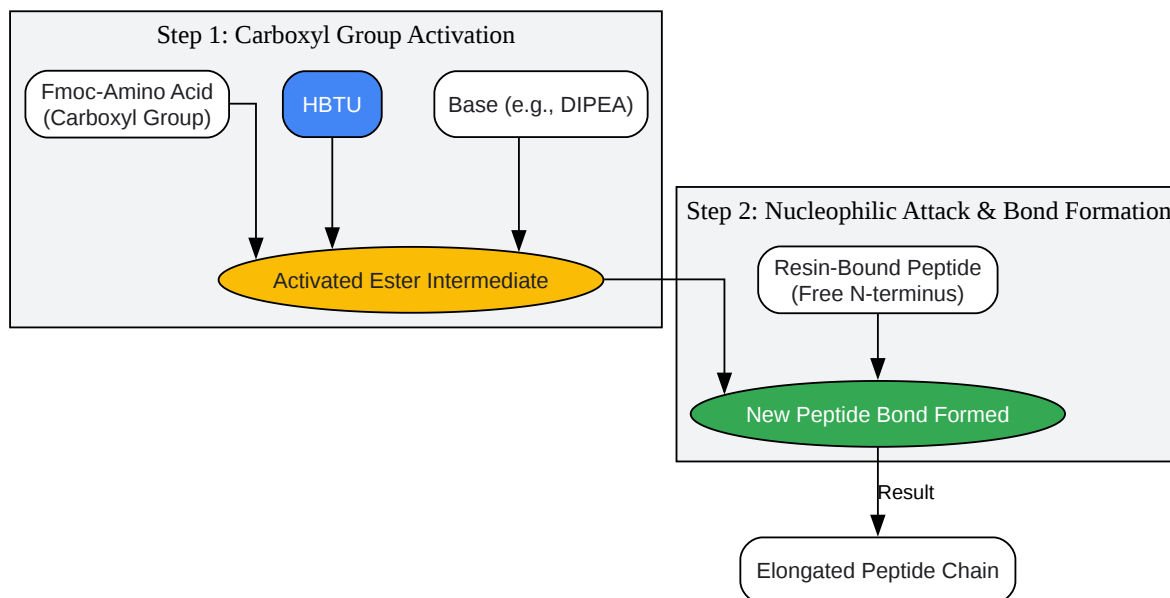 Step 1: Carboxyl Group Activation
Fmoc-Amino Acid
(Carboxyl Group)
HBTU
Base (e.g., DIPEA)
Activated Ester Intermediate
Step 2: Nucleophilic Attack & Bond Formation
Resin-Bound Peptide
(Free N-terminus)
New Peptide Bond Formed
Result
Elongated Peptide Chain